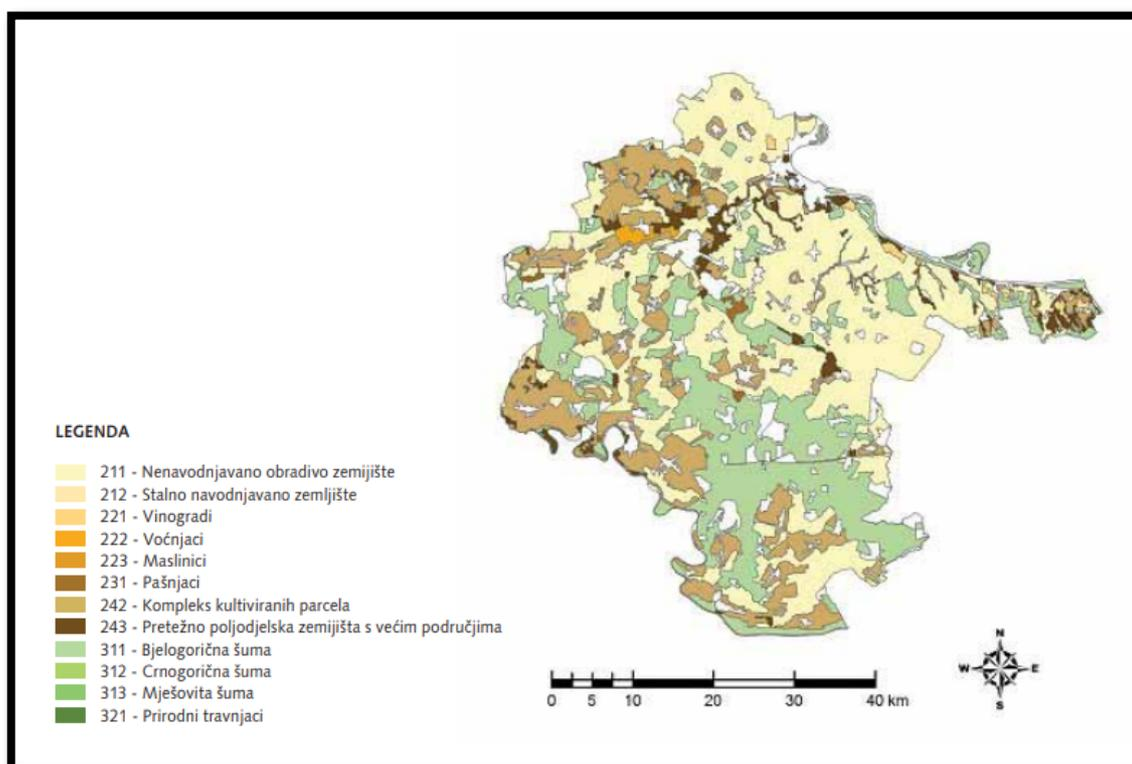 LEGENDA
211 - Nenavodnjavano obradivo zemijište
212 - Stalno navodnjavano zemljište
221 - Vinogradi
222 - Voćnjaci
223 - Maslinici
231 - Pašnjaci
242 - Kompleks kultiviranih parcela
243 - Pretežno poljodjelska zemijišta s većim područjima
311 - Bjelogorična šuma
312 - Crnogorična šuma
313 - Mješovita šuma
321 - Prirodni travnjaci
N
W E
S
0 5 10 20 30 40 km